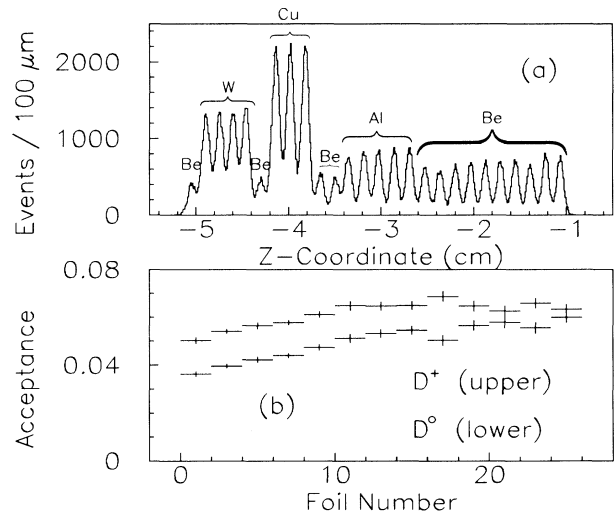 Cu
2000
W
(a)
Al
Be
1000
Be
Be
Be
0
Events / 100 μm
−5
−4
−3
−2
−1
Z−Coordinate (cm)
0.08
0.04
0
Acceptance
D⁺ (upper)
(b)
D⁰ (lower)
0
10
20
Foil Number